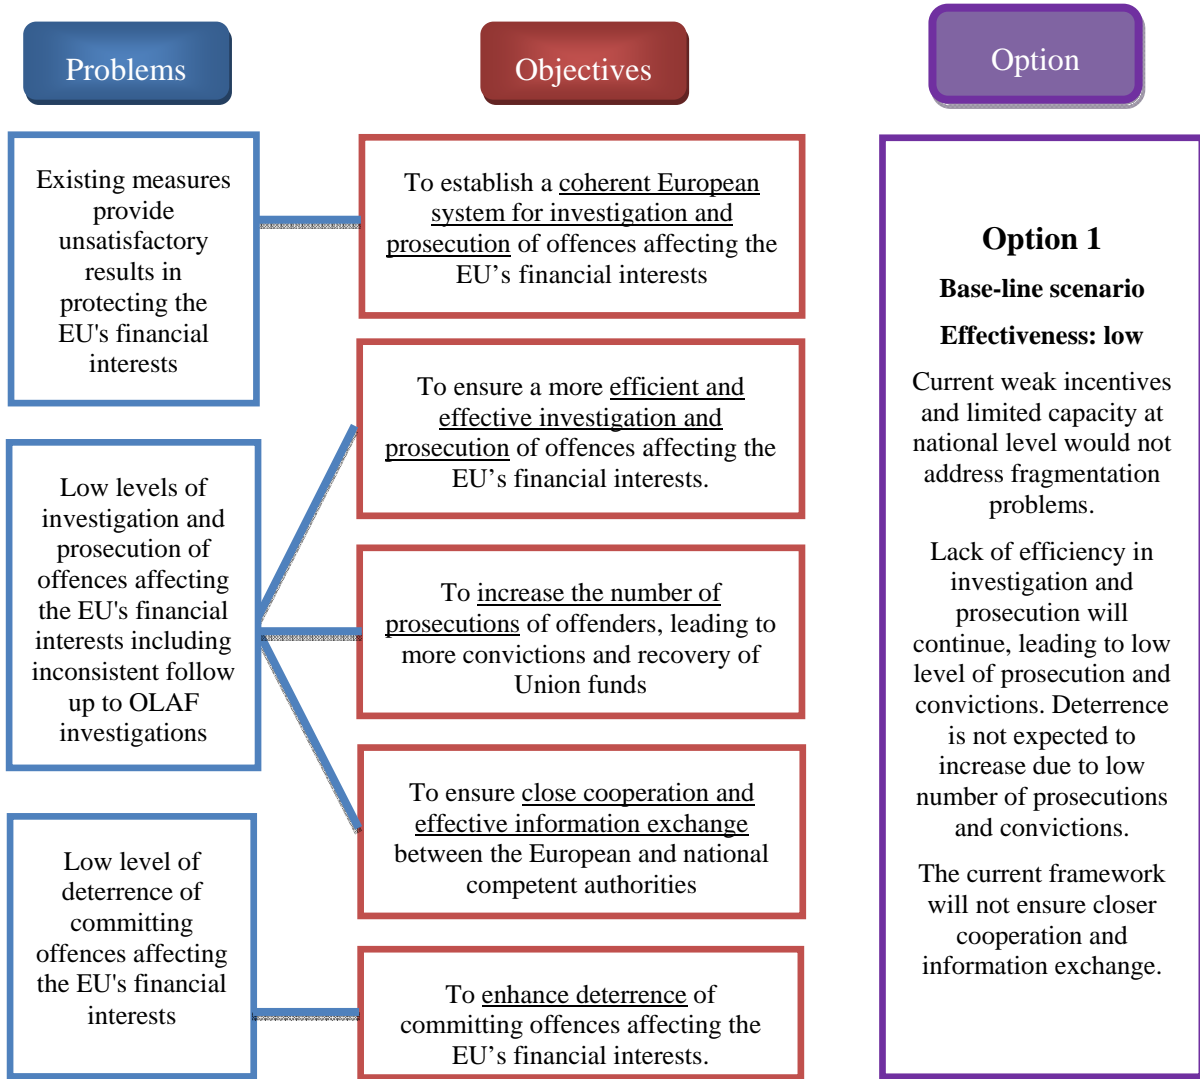 Problems
Objectives
Option
Existing measures
provide
unsatisfactory
results in
protecting the
EU's financial
interests
Low levels of
investigation and
prosecution of
offences affecting
the EU's financial
interests including
inconsistent follow
up to OLAF
investigations
Low level of
deterrence of
committing
offences affecting
the EU's financial
interests
To establish a coherent European
system for investigation and
prosecution of offences affecting the
EU’s financial interests
To ensure a more efficient and
effective investigation and
prosecution of offences affecting the
EU’s financial interests.
To increase the number of
prosecutions of offenders, leading to
more convictions and recovery of
Union funds
To ensure close cooperation and
effective information exchange
between the European and national
competent authorities
To enhance deterrence of
committing offences affecting the
EU’s financial interests.
Option 1
Base-line scenario
Effectiveness: low
Current weak incentives
and limited capacity at
national level would not
address fragmentation
problems.
Lack of efficiency in
investigation and
prosecution will
continue, leading to low
level of prosecution and
convictions. Deterrence
is not expected to
increase due to low
number of prosecutions
and convictions.
The current framework
will not ensure closer
cooperation and
information exchange.